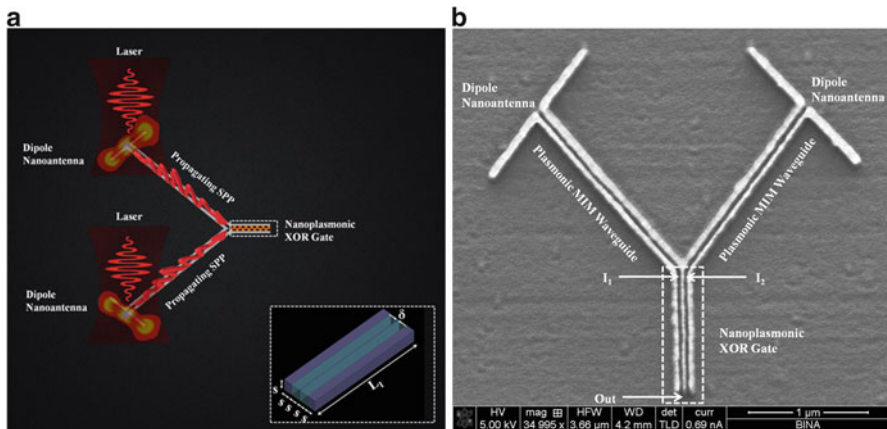 a
Laser
Dipole
Nanoantenna
Propagating SPP
Laser
Nanoplasmonic
XOR Gate
Propagating SPP
Dipole
Nanoantenna
δ
s
s s s s
L
b
Dipole
Nanoantenna
Dipole
Nanoantenna
Plasmonic MIM Waveguide
Plasmonic MIM Waveguide
I₁
I₂
Nanoplasmonic
XOR Gate
Out
HV mag HFW WD det curr
5.00 kV 34 995 x 3.66 µm 4.2 mm TLD 0.69 nA
1 µm
BINA